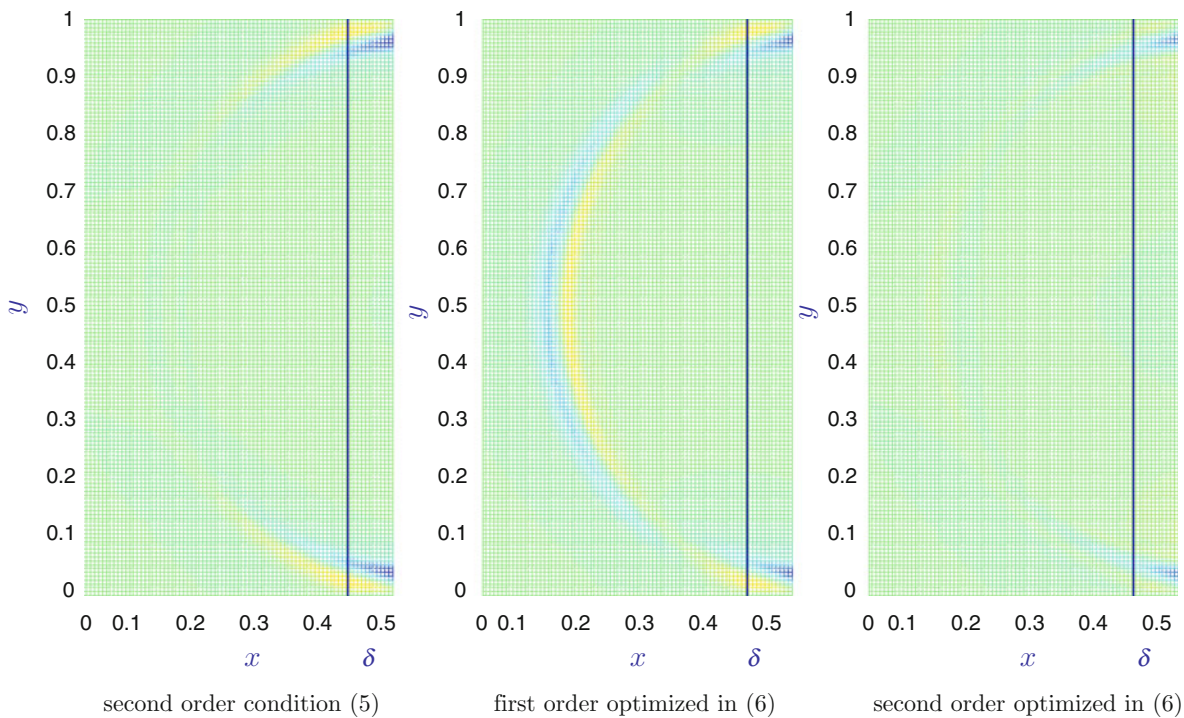 1 1 1
0.9 0.9 0.9
0.8 0.8 0.8
0.7 0.7 0.7
0.6 0.6 0.6
y 0.5 y 0.5 y 0.5
0.4 0.4 0.4
0.3 0.3 0.3
0.2 0.2 0.2
0.1 0.1 0.1
0 0 0
0 0.1 0.2 0.3 0.4 0.5 0 0.1 0.2 0.3 0.4 0.5 0 0.1 0.2 0.3 0.4 0.5
x δ x δ x δ
second order condition (5) first order optimized in (6) second order optimized in (6)